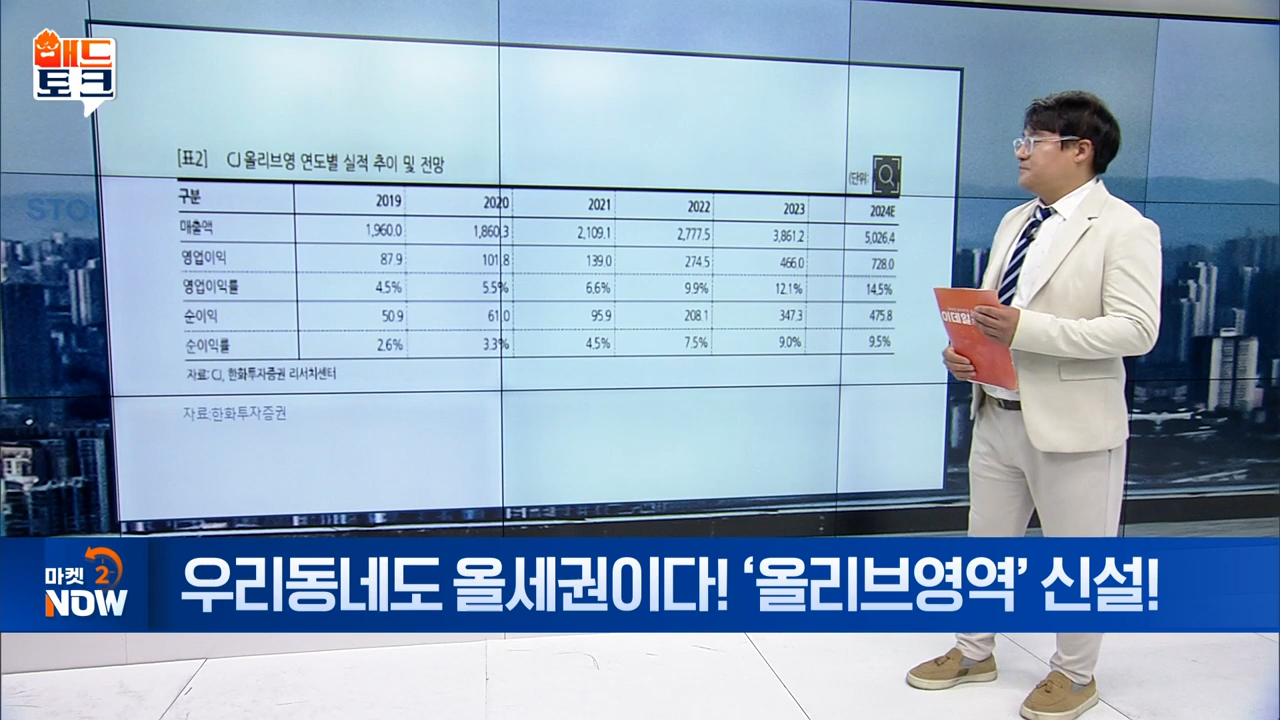 매드
토크
[표2] CJ 올리브영 연도별 실적 추이 및 전망
(단위:
구분 2019 2020 2021 2022 2023 2024E
매출액 1,960.0 1,860.3 2,109.1 2,777.5 3,861.2 5,026.4
영업이익 87.9 101.8 139.0 274.5 466.0 728.0
영업이익률 4.5% 5.5% 6.6% 9.9% 12.1% 14.5%
순이익 50.9 61.0 95.9 208.1 347.3 475.8
순이익률 2.6% 3.3% 4.5% 7.5% 9.0% 9.5%
자료: CJ, 한화투자증권 리서치센터
자료:한화투자증권
STO
이데일
마켓 2
NOW
우리동네도 올세권이다! ‘올리브영역’ 신설!